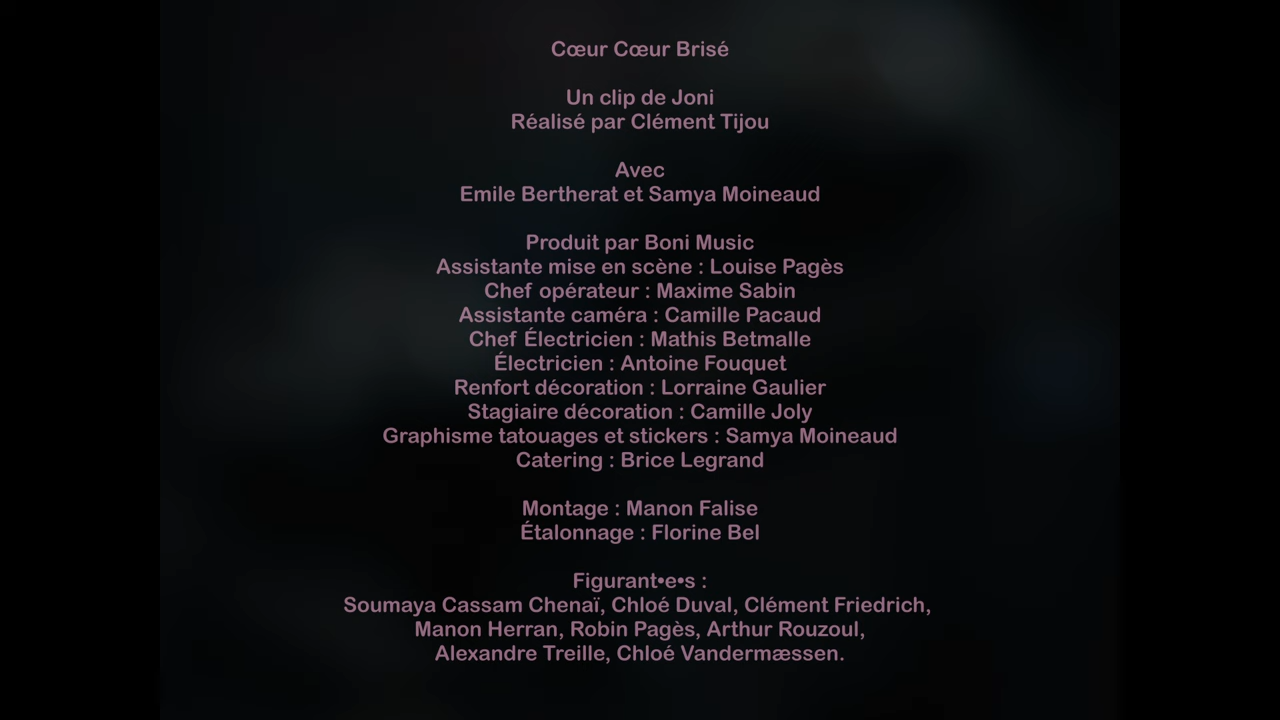 Cœur Cœur Brisé
Un clip de Joni
Réalisé par Clément Tijou
Avec
Emile Bertherat et Samya Moineaud
Produit par Boni Music
Assistante mise en scène : Louise Pagès
Chef opérateur : Maxime Sabin
Assistante caméra : Camille Pacaud
Chef Électricien : Mathis Betmalle
Électricien : Antoine Fouquet
Renfort décoration : Lorraine Gaulier
Stagiaire décoration : Camille Joly
Graphisme tatouages et stickers : Samya Moineaud
Catering : Brice Legrand
Montage : Manon Falise
Étalonnage : Florine Bel
Figurant•e•s :
Soumaya Cassam Chenaï, Chloé Duval, Clément Friedrich,
Manon Herran, Robin Pagès, Arthur Rouzoul,
Alexandre Treille, Chloé Vandermæssen.